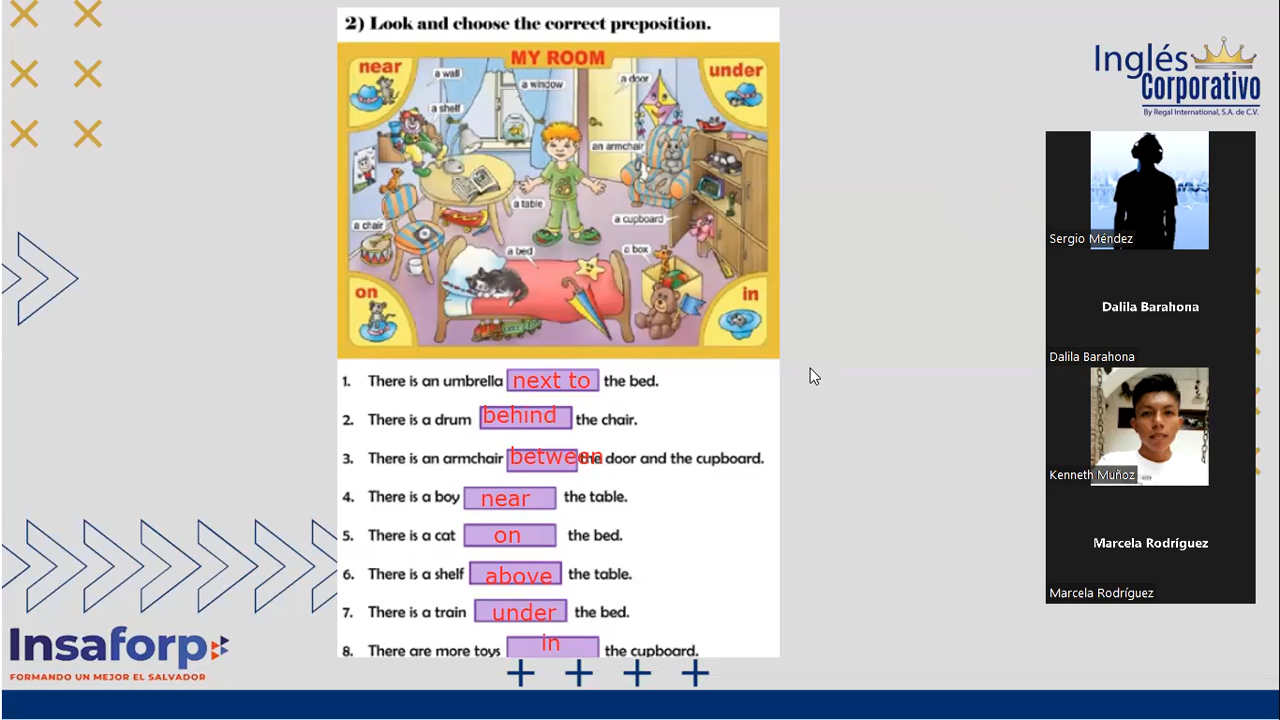 2) Look and choose the correct preposition.
MY ROOM
near
under
a wall
a window
a door
a shelf
an armchair
a table
a cupboard
a chair
a bed
a box
on
in
1. There is an umbrella next to the bed.
2. There is a drum behind the chair.
3. There is an armchair between the door and the cupboard.
4. There is a boy near the table.
5. There is a cat on the bed.
6. There is a shelf above the table.
7. There is a train under the bed.
8. There are more toys in the cupboard.
Inglés
Corporativo
By Regal International, S.A. de C.V.
Sergio Méndez
Dalila Barahona
Dalila Barahona
Kenneth Muñoz
Marcela Rodríguez
Marcela Rodríguez
Insaforp
FORMANDO UN MEJOR EL SALVADOR